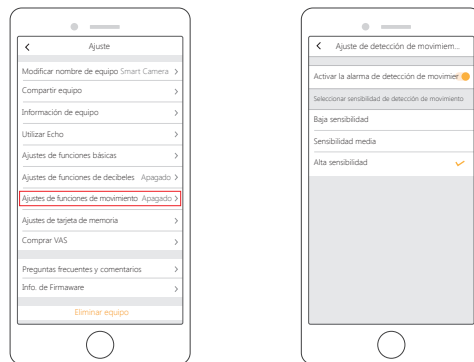 Ajuste
Modificar nombre de equipo Smart Camera
Compartir equipo
Información de equipo
Utilizar Echo
Ajustes de funciones básicas
Ajustes de funciones de decibeles Apagado
Ajustes de funciones de movimiento Apagado
Ajustes de tarjeta de memoria
Comprar VAS
Preguntas frecuentes y comentarios
Info. de Firmaware
Eliminar equipo
Ajuste de detección de movimiem...
Activar la alarma de detección de movimier
Seleccionar sensibilidad de detección de movimiento
Baja sensibilidad
Sensibilidad media
Alta sensibilidad